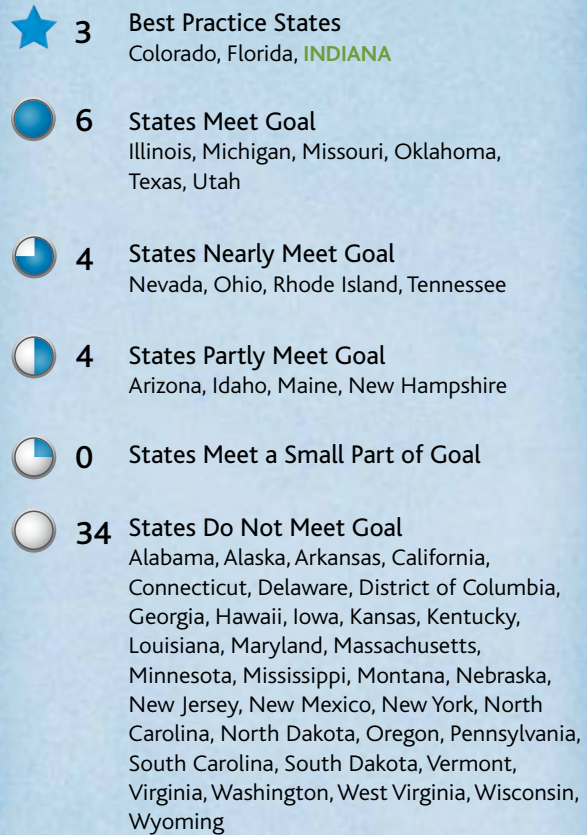 3 Best Practice States
Colorado, Florida, INDIANA
6 States Meet Goal
Illinois, Michigan, Missouri, Oklahoma,
Texas, Utah
4 States Nearly Meet Goal
Nevada, Ohio, Rhode Island, Tennessee
4 States Partly Meet Goal
Arizona, Idaho, Maine, New Hampshire
0 States Meet a Small Part of Goal
34 States Do Not Meet Goal
Alabama, Alaska, Arkansas, California,
Connecticut, Delaware, District of Columbia,
Georgia, Hawaii, Iowa, Kansas, Kentucky,
Louisiana, Maryland, Massachusetts,
Minnesota, Mississippi, Montana, Nebraska,
New Jersey, New Mexico, New York, North
Carolina, North Dakota, Oregon, Pennsylvania,
South Carolina, South Dakota, Vermont,
Virginia, Washington, West Virginia, Wisconsin,
Wyoming